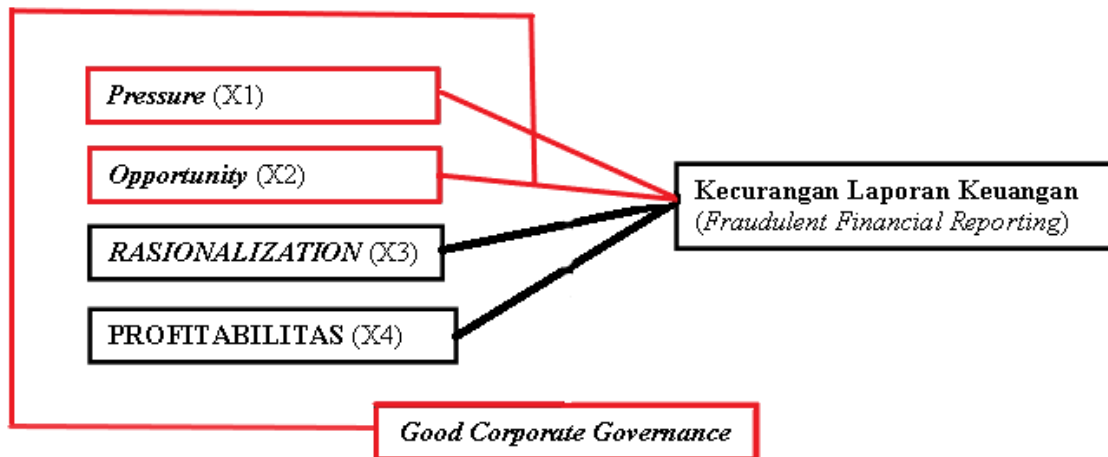 Pressure (X1)
Opportunity (X2)
Kecurangan Laporan Keuangan
(Fraudulent Financial Reporting)
RASIONALIZATION (X3)
PROFITABILITAS (X4)
Good Corporate Governance